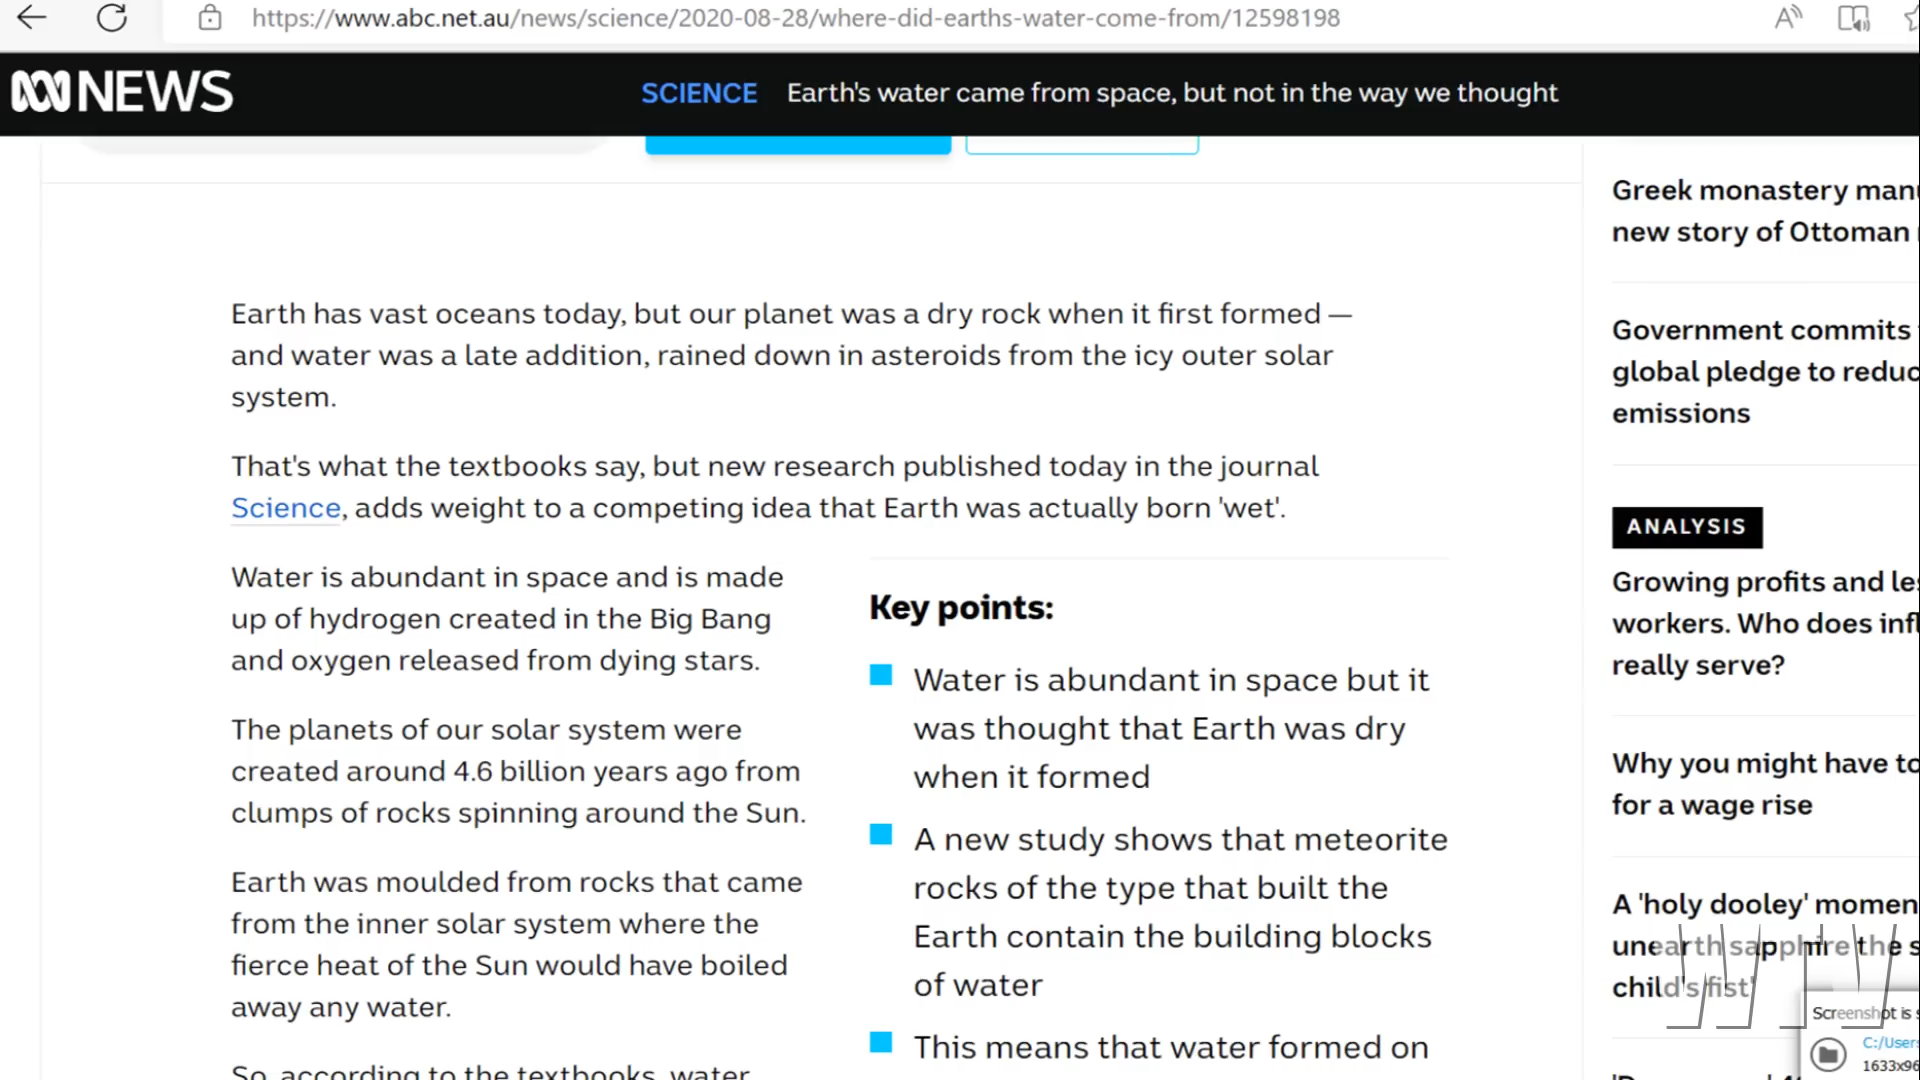 https://www.abc.net.au/news/science/2020-08-28/where-did-earths-water-come-from/12598198
NEWS
SCIENCE Earth's water came from space, but not in the way we thought
Earth has vast oceans today, but our planet was a dry rock when it first formed —
and water was a late addition, rained down in asteroids from the icy outer solar
system.
That's what the textbooks say, but new research published today in the journal
Science, adds weight to a competing idea that Earth was actually born 'wet'.
Water is abundant in space and is made
up of hydrogen created in the Big Bang
and oxygen released from dying stars.
The planets of our solar system were
created around 4.6 billion years ago from
clumps of rocks spinning around the Sun.
Earth was moulded from rocks that came
from the inner solar system where the
fierce heat of the Sun would have boiled
away any water.
So, according to the textbooks, water
Key points:
Water is abundant in space but it
was thought that Earth was dry
when it formed
A new study shows that meteorite
rocks of the type that built the
Earth contain the building blocks
of water
This means that water formed on
Greek monastery
new story of Ottoman
Government commits
global pledge to
emissions
ANALYSIS
Growing profits and
workers. Who does
really serve?
Why you might have
for a wage rise
A 'holy dooley'
unearth sapphire the
child's fist'
Screenshot is
C:/Users
1633x96